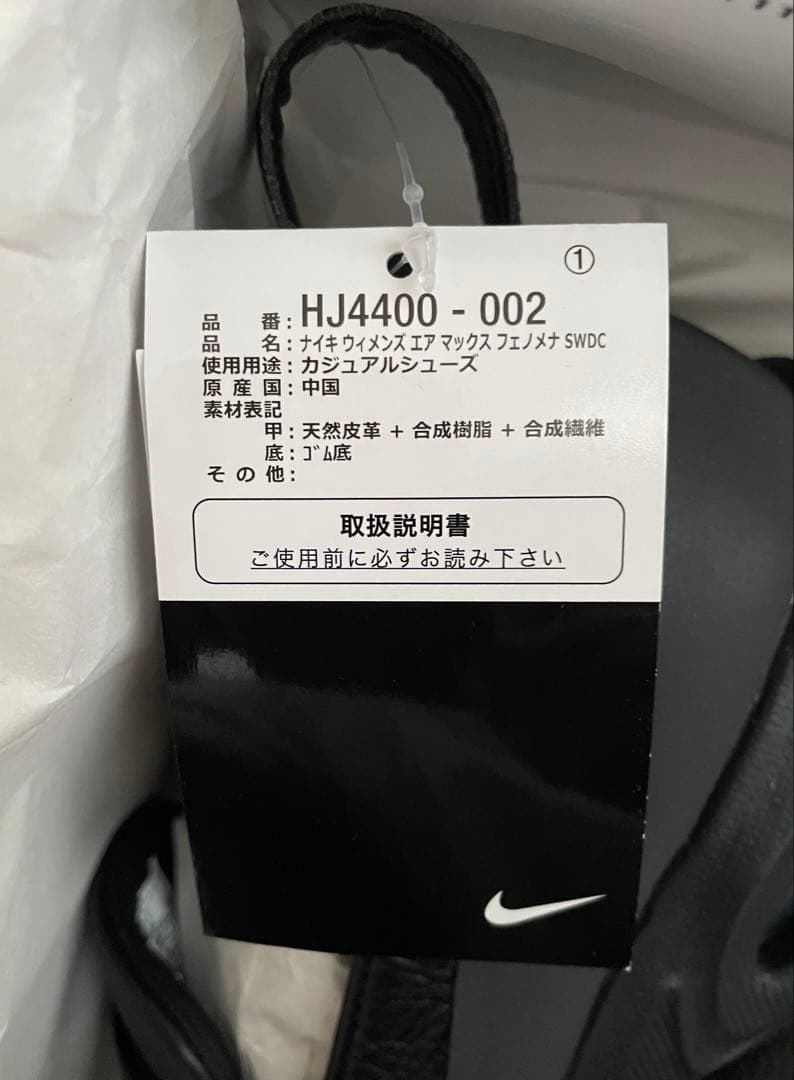 ①
品番：HJ4400 - 002
品名：ナイキ ウィメンズ エア マックス フェノメナ SWDC
使用用途：カジュアルシューズ
原産国：中国
素材表記
甲：天然皮革 + 合成樹脂 + 合成繊維
底：ｺﾞﾑ底
その他：
取扱説明書
ご使用前に必ずお読み下さい